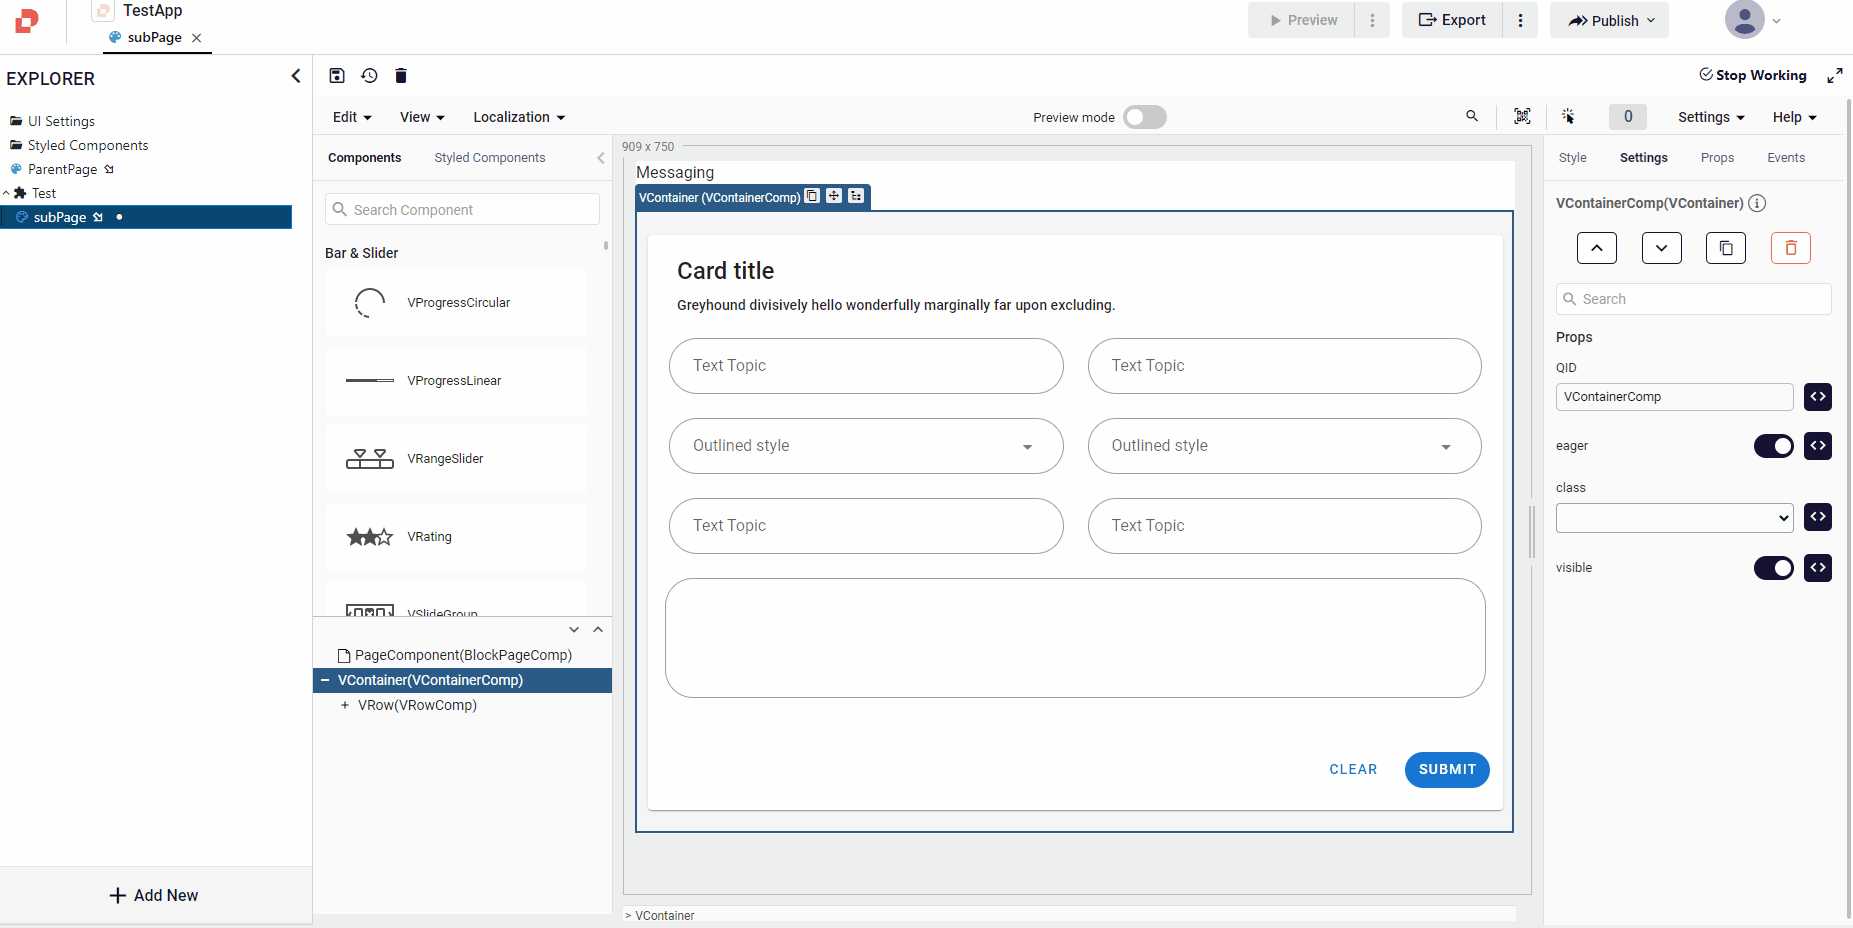 TestApp
subPage
Preview
Export
Publish
EXPLORER
Stop Working
UI Settings
Styled Components
ParentPage
Test
subPage
Add New
Edit
View
Localization
Preview mode
0
Settings
Help
Components
Styled Components
Search Component
Bar & Slider
VProgressCircular
VProgressLinear
VRangeSlider
VRating
VSlideGroup
PageComponent(BlockPageComp)
VContainer(VContainerComp)
VRow(VRowComp)
909 x 750
Messaging
VContainer (VContainerComp)
Card title
Greyhound divisively hello wonderfully marginally far upon excluding.
Text Topic
Text Topic
Outlined style
Outlined style
Text Topic
Text Topic
CLEAR
SUBMIT
> VContainer
Style
Settings
Props
Events
VContainerComp(VContainer)
Search
Props
QID
VContainerComp
eager
class
visible